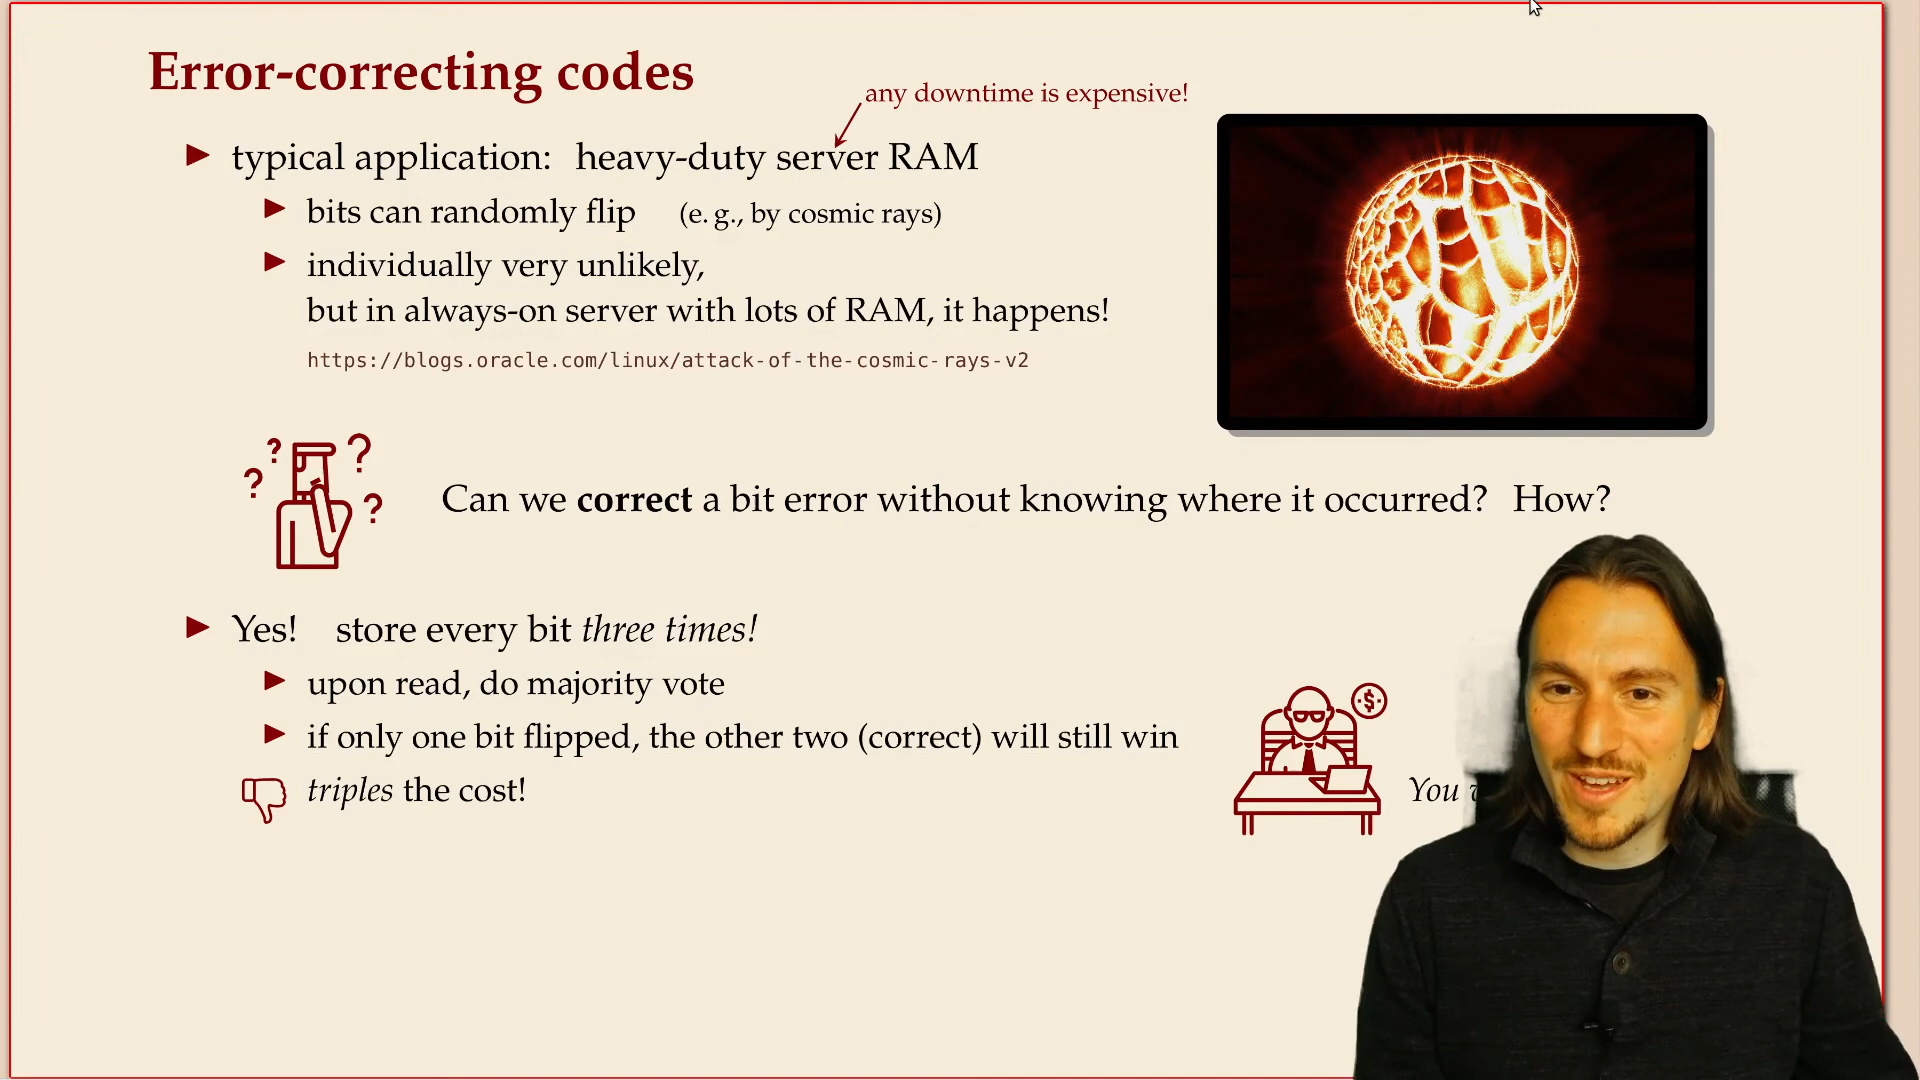 Error-correcting codes
any downtime is expensive!
typical application: heavy-duty server RAM
bits can randomly flip (e. g., by cosmic rays)
individually very unlikely,
but in always-on server with lots of RAM, it happens!
https://blogs.oracle.com/linux/attack-of-the-cosmic-rays-v2
? ? ? ?
Can we correct a bit error without knowing where it occurred? How?
Yes! store every bit three times!
upon read, do majority vote
if only one bit flipped, the other two (correct) will still win
$
triples the cost!
You